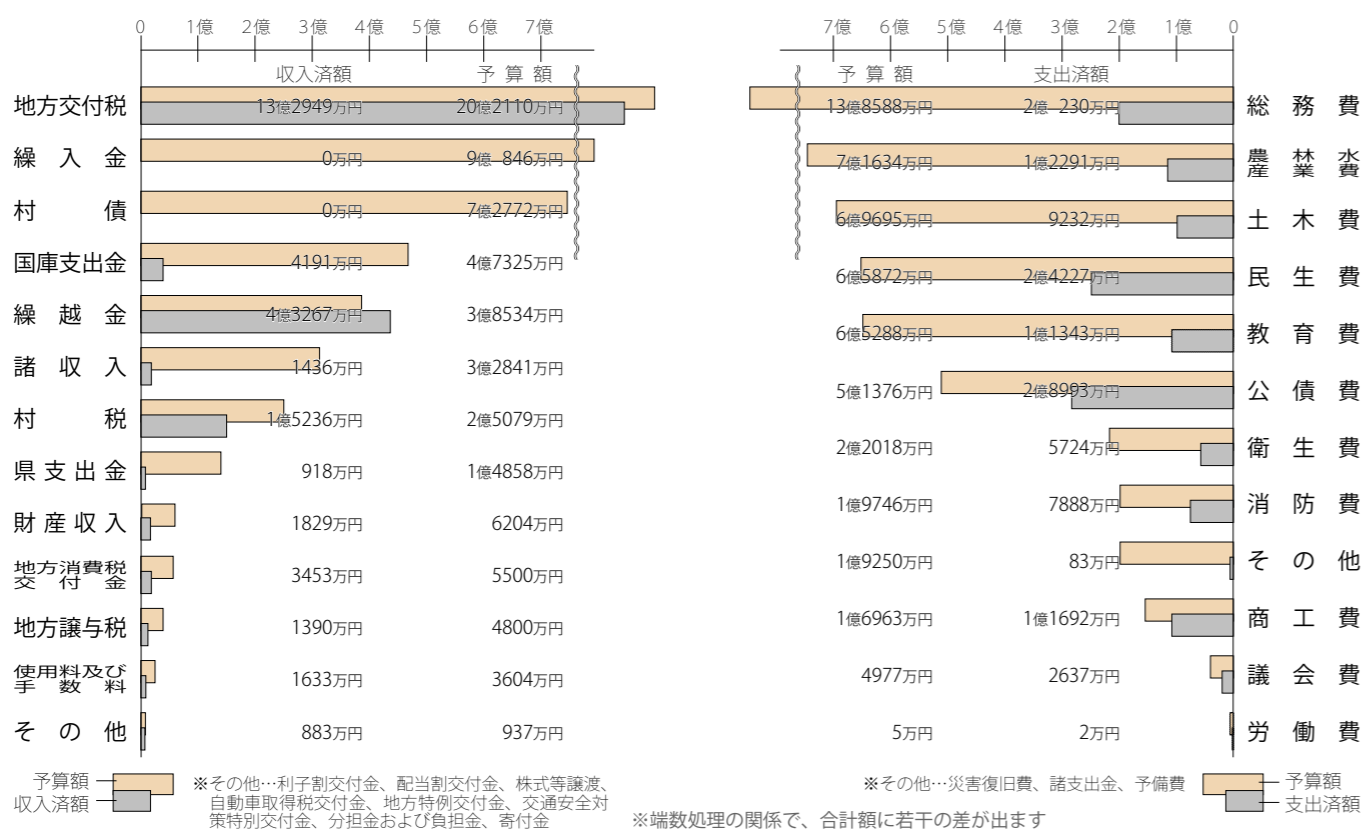 0 1億 2億 3億 4億 5億 6億 7億
収入済額 予算額
地方交付税 13億2949万円 20億2110万円
繰入金 0万円 9億 846万円
村債 0万円 7億2772万円
国庫支出金 4191万円 4億7325万円
繰越金 4億3267万円 3億8534万円
諸収入 1436万円 3億2841万円
村税 1億5236万円 2億5079万円
県支出金 918万円 1億4858万円
財産収入 1829万円 6204万円
地方消費税
交付金 3453万円 5500万円
地方譲与税 1390万円 4800万円
使用料及び
手数料 1633万円 3604万円
その他 883万円 937万円
予算額
収入済額
※その他…利子割交付金、配当割交付金、株式等譲渡、
自動車取得税交付金、地方特例交付金、交通安全対
策特別交付金、分担金および負担金、寄付金
7億 6億 5億 4億 3億 2億 1億 0
予算額 支出済額
13億8588万円 2億 230万円 総務費
7億1634万円 1億2291万円 農林水
産業費
6億9695万円 9232万円 土木費
6億5872万円 2億4227万円 民生費
6億5288万円 1億1343万円 教育費
5億1376万円 2億8993万円 公債費
2億2018万円 5724万円 衛生費
1億9746万円 7888万円 消防費
1億9250万円 83万円 その他
1億6963万円 1億1692万円 商工費
4977万円 2637万円 議会費
5万円 2万円 労働費
※その他…災害復旧費、諸支出金、予備費
予算額
支出済額
※端数処理の関係で、合計額に若干の差が出ます